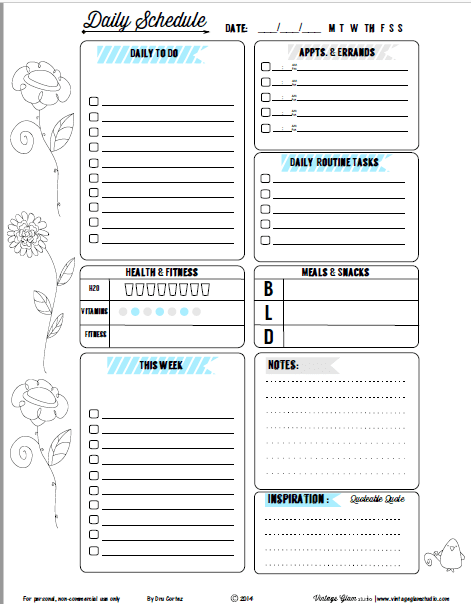 Daily Schedule
DATE: ___/___/___ M T W TH F S S
DAILY TO DO
APPTS. & ERRANDS
DAILY ROUTINE TASKS
HEALTH & FITNESS
H2O
VITAMINS
FITNESS
MEALS & SNACKS
B
L
D
THIS WEEK
NOTES:
INSPIRATION: Quoteable Quote
For personal, non-commercial use only By Dru Cortez © 2014 Vintage Glam studio | www.vintageglamstudio.com